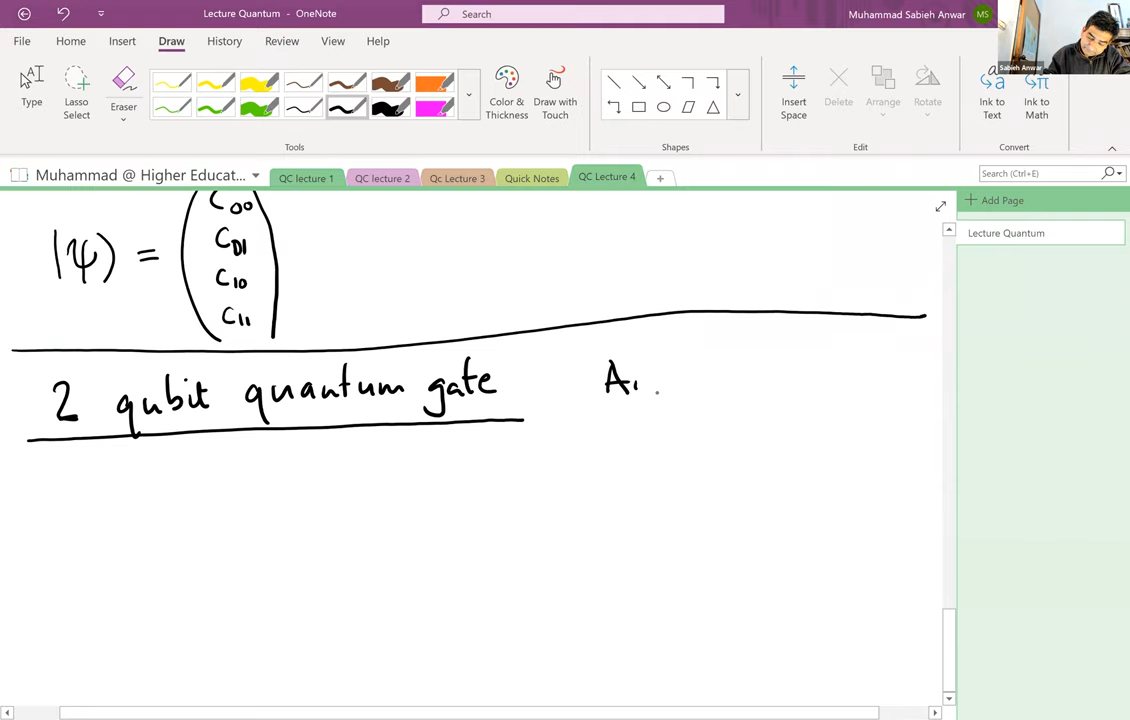 Lecture Quantum - OneNote
Search
Muhammad Sabieh Anwar
MS
Sabieh Anwar
File Home Insert Draw History Review View Help
Type
Lasso Select
Eraser
Color & Thickness
Draw with Touch
Insert Space
Delete
Arrange
Rotate
Ink to Text
Ink to Math
Tools
Shapes
Edit
Convert
Muhammad @ Higher Educat...
QC lecture 1
QC lecture 2
Qc Lecture 3
Quick Notes
QC Lecture 4
Search (Ctrl+E)
Add Page
Lecture Quantum
C00
|ψ) = C01
C10
C11
2 qubit quantum gate